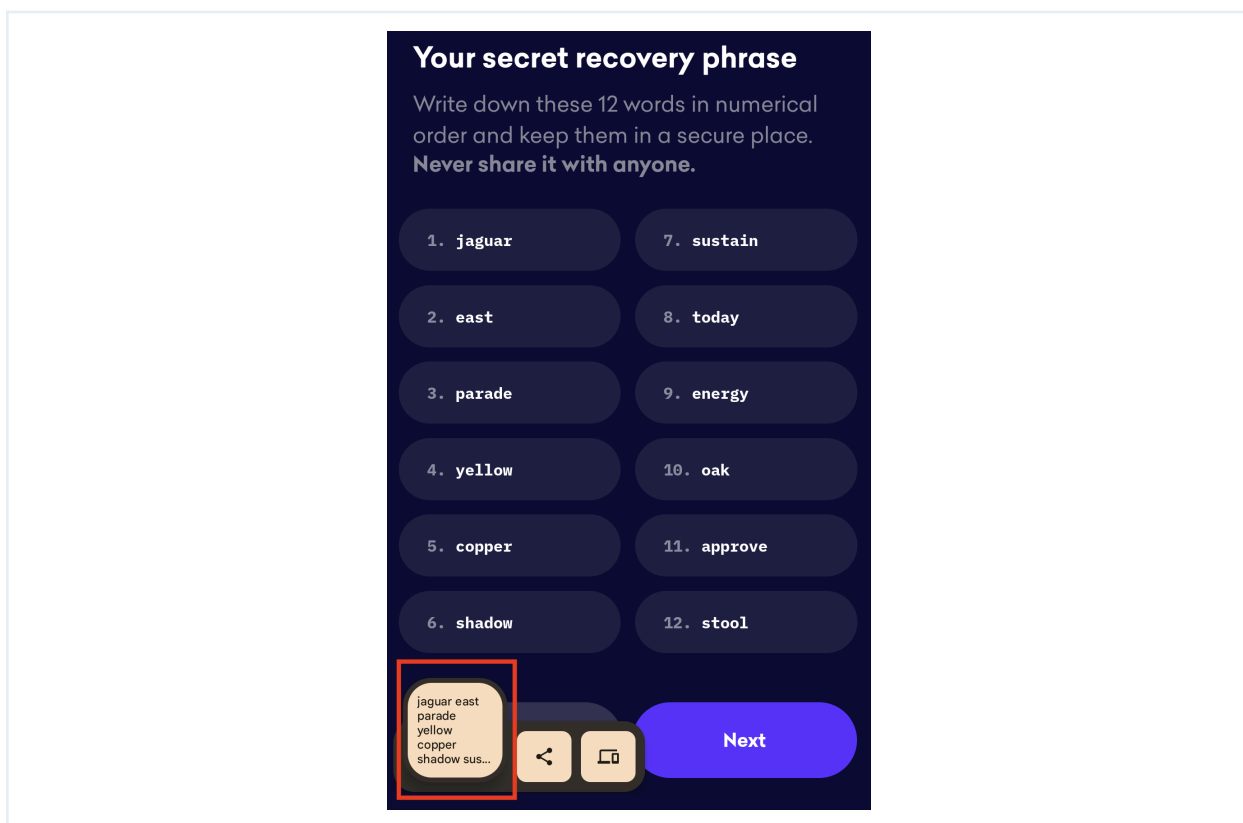 Your secret recovery phrase
Write down these 12 words in numerical
order and keep them in a secure place.
Never share it with anyone.
1. jaguar
7. sustain
2. east
8. today
3. parade
9. energy
4. yellow
10. oak
5. copper
11. approve
6. shadow
12. stool
jaguar east
parade
yellow
copper
shadow sus...
Next